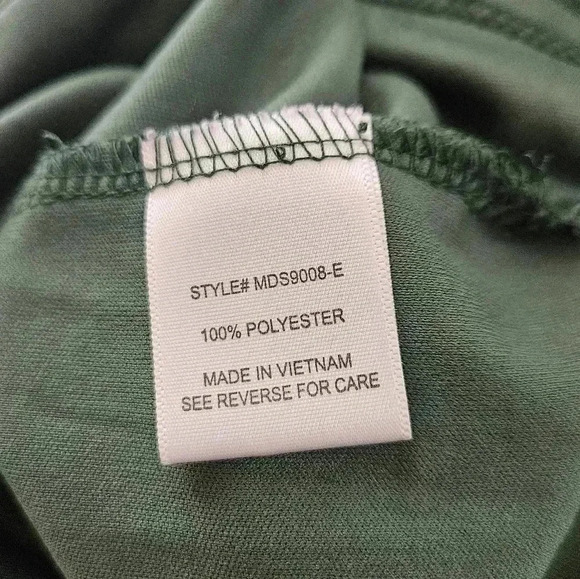 STYLE# MDS9008-E
100% POLYESTER
MADE IN VIETNAM
SEE REVERSE FOR CARE